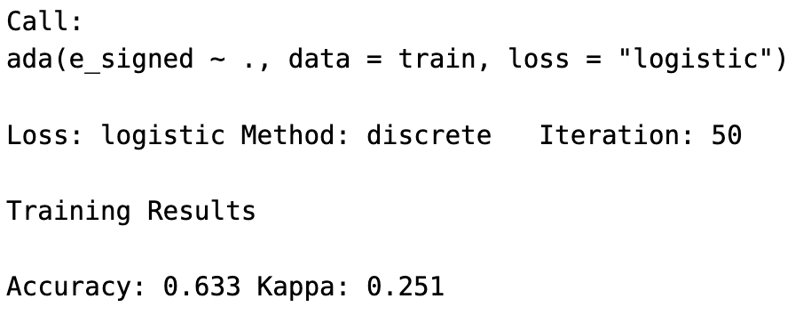 Call:
ada(e_signed ~ ., data = train, loss = "logistic")
Loss: logistic Method: discrete   Iteration: 50
Training Results
Accuracy: 0.633 Kappa: 0.251